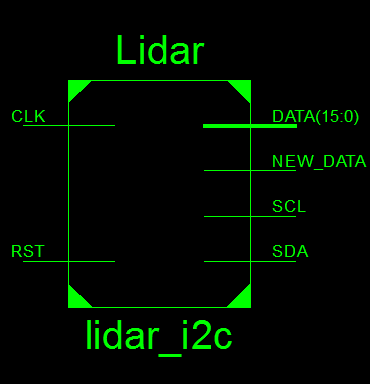 Lidar
CLK
DATA(15:0)
NEW_DATA
SCL
RST
SDA
lidar_i2c